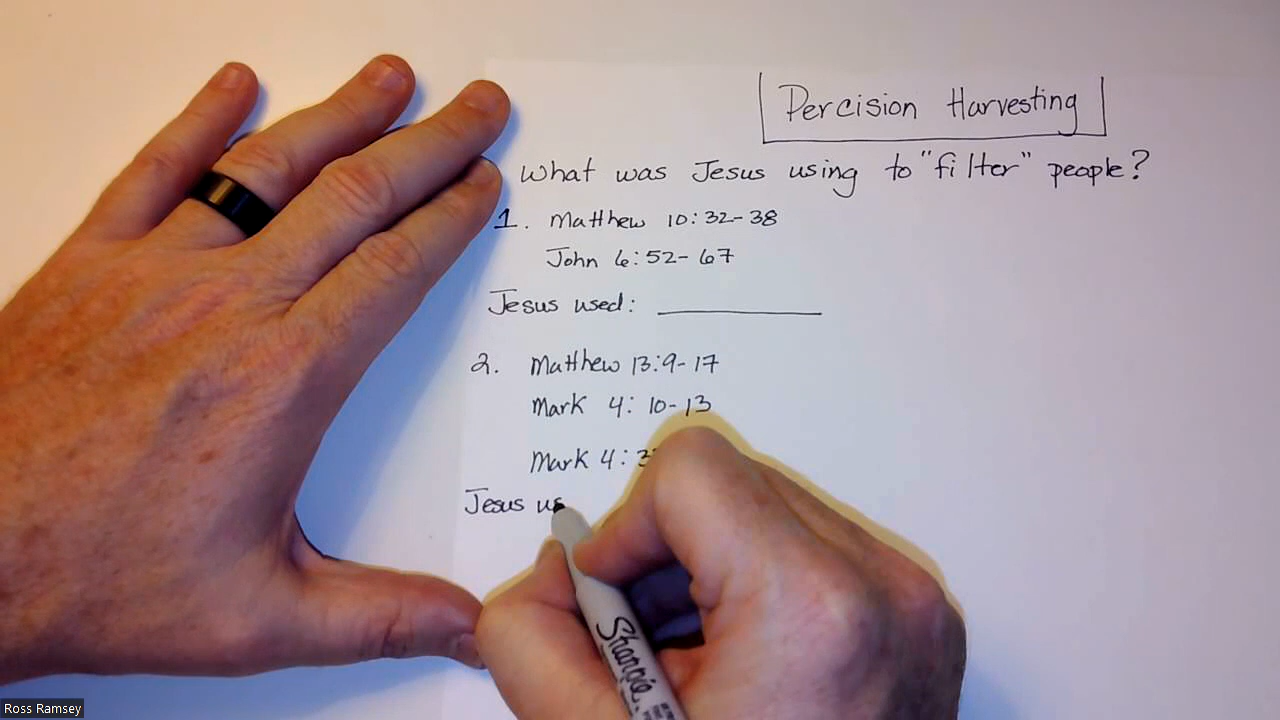 Percision Harvesting
What was Jesus using to "filter" people?
1. Matthew 10:32-38
John 6:52-67
Jesus used:
2. Matthew 13:9-17
Mark 4:10-13
Mark 4:3
Jesus us
Sharpie
Ross Ramsey